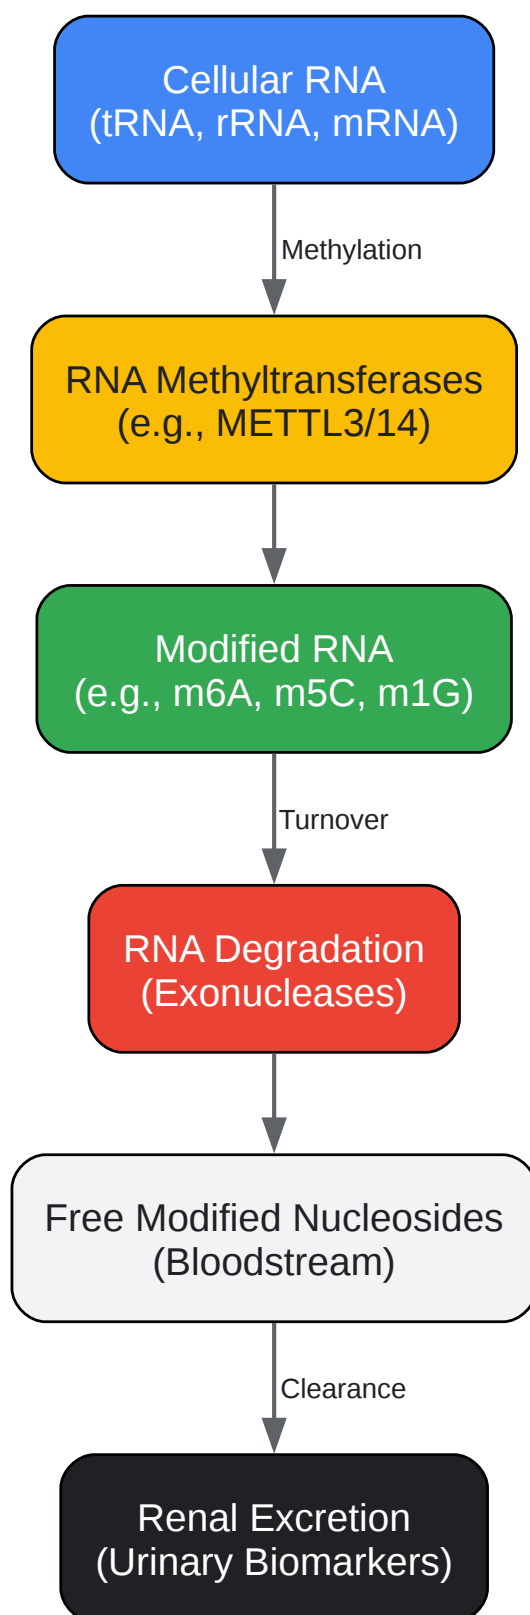 Cellular RNA
(tRNA, rRNA, mRNA)
Methylation
RNA Methyltransferases
(e.g., METTL3/14)
Modified RNA
(e.g., m6A, m5C, m1G)
Turnover
RNA Degradation
(Exonucleases)
Free Modified Nucleosides
(Bloodstream)
Clearance
Renal Excretion
(Urinary Biomarkers)